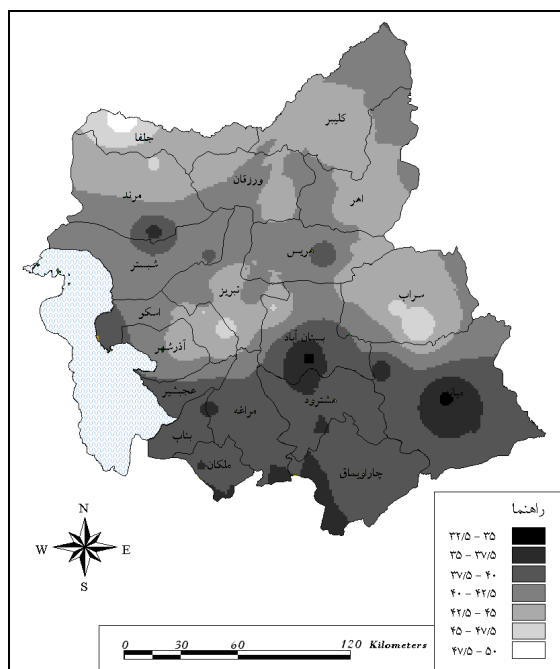 کلیبر
جلفا
ورزقان
مرند
اهر
هریس
شبستر
تبریز
سراب
اسکو
بستان آباد
آذرشهر
میانه
عجبشیر
مراغه
هشترود
بناب
ملکان
چاراویماق
N
W E
S
راهنما
۳۲/۵ – ۳۵
۳۵ – ۳۷/۵
۳۷/۵ – ۴۰
۴۰ – ۴۲/۵
۴۲/۵ – ۴۵
۴۵ – ۴۷/۵
۴۷/۵ – ۵۰
0 30 60 120 Kilometers